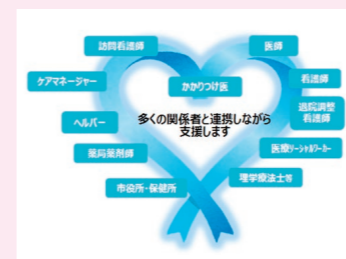 訪問看護師
医師
ケアマネージャー
かかりつけ医
看護師
退院調整
看護師
ヘルパー
多くの関係者と連携しながら
支援します
薬局薬剤師
医療ソーシャルワーカー
市役所・保健所
理学療法士等